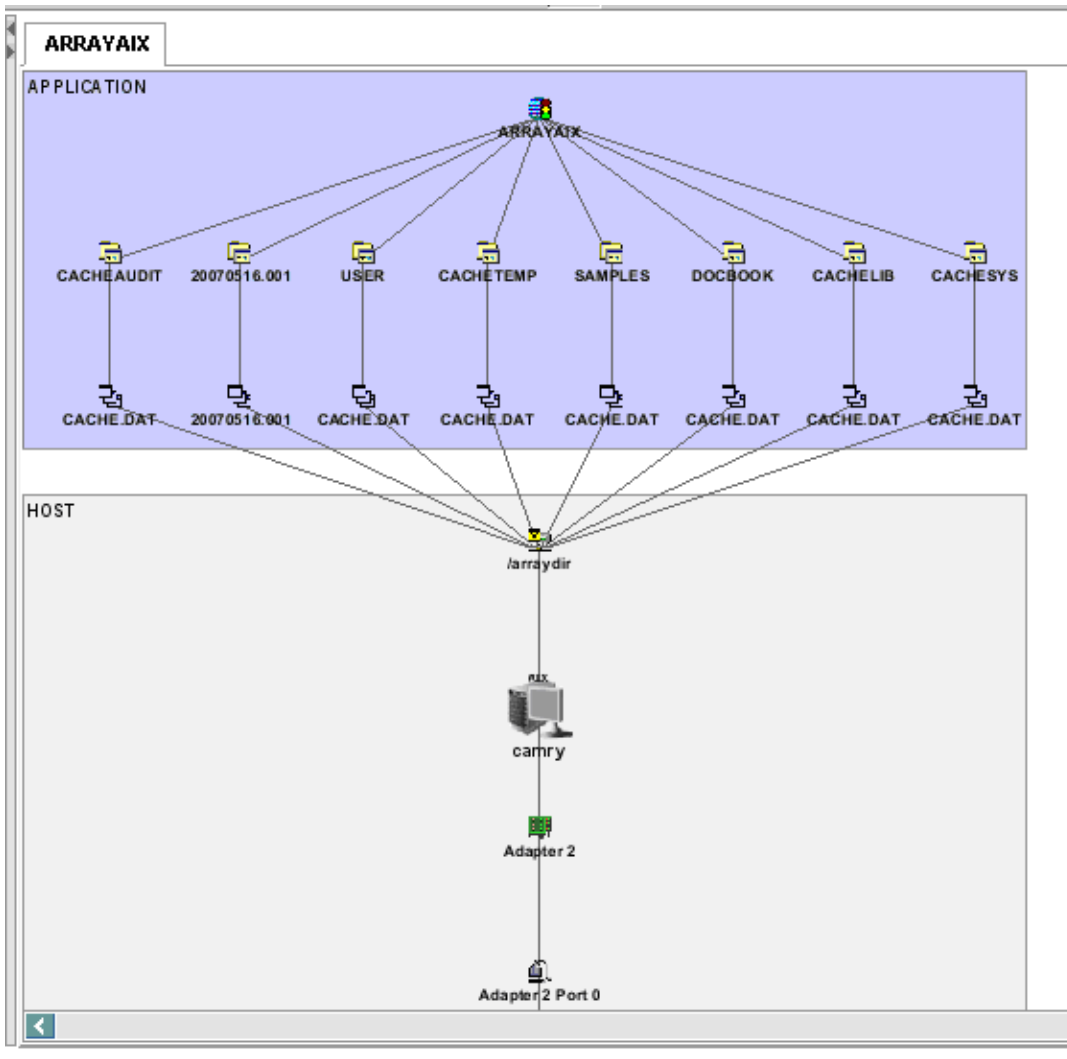 ARRAYAIX
APPLICATION
ARRAYAIX
CACHEAUDIT 20070516.001 USER CACHETEMP SAMPLES DOCBOOK CACHELIB CACHESYS
CACHE.DAT 20070516.001 CACHE.DAT CACHE.DAT CACHE.DAT CACHE.DAT CACHE.DAT CACHE.DAT
HOST
/arraydir
AIX
camry
Adapter 2
Adapter 2 Port 0